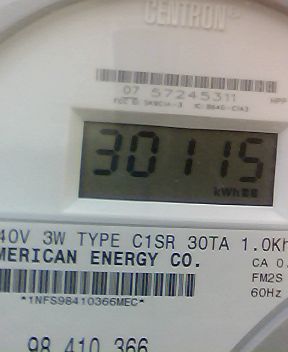 CENTRON®
07 57245311
30115
kWh
40V 3W TYPE C1SR 30TA 1.0Kh
MERICAN ENERGY CO.
CA 0.
FM2S
*1NFS98410366MEC*
60Hz
98 410 366